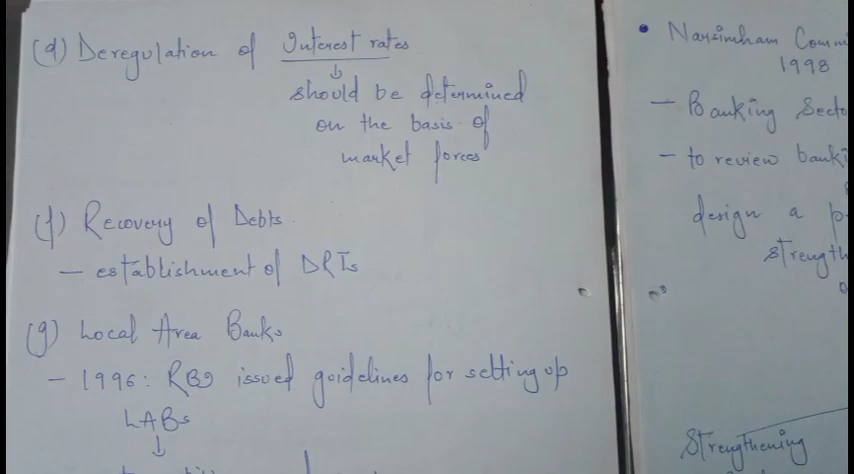 (d) Deregulation of Interest rates
↓
should be determined
on the basis of
market forces
(f) Recovery of Debts.
– establishment of DRTs
(g) Local Area Banks
– 1996: RBI issued guidelines for setting up
LABs
↓
• Narsimham Comm
1998
– Banking Secto
– to review banki
design a
strength
Strengthening